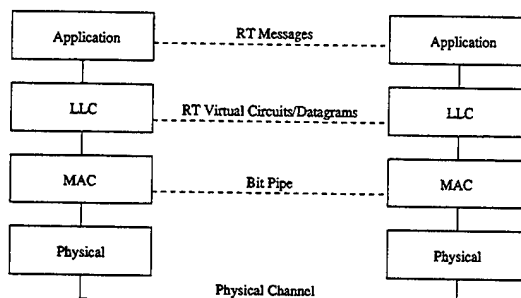 RT Messages
Application
Application
LLC
RT Virtual Circuits/Datagrams
LLC
MAC
Bit Pipe
MAC
Physical
Physical
Physical Channel